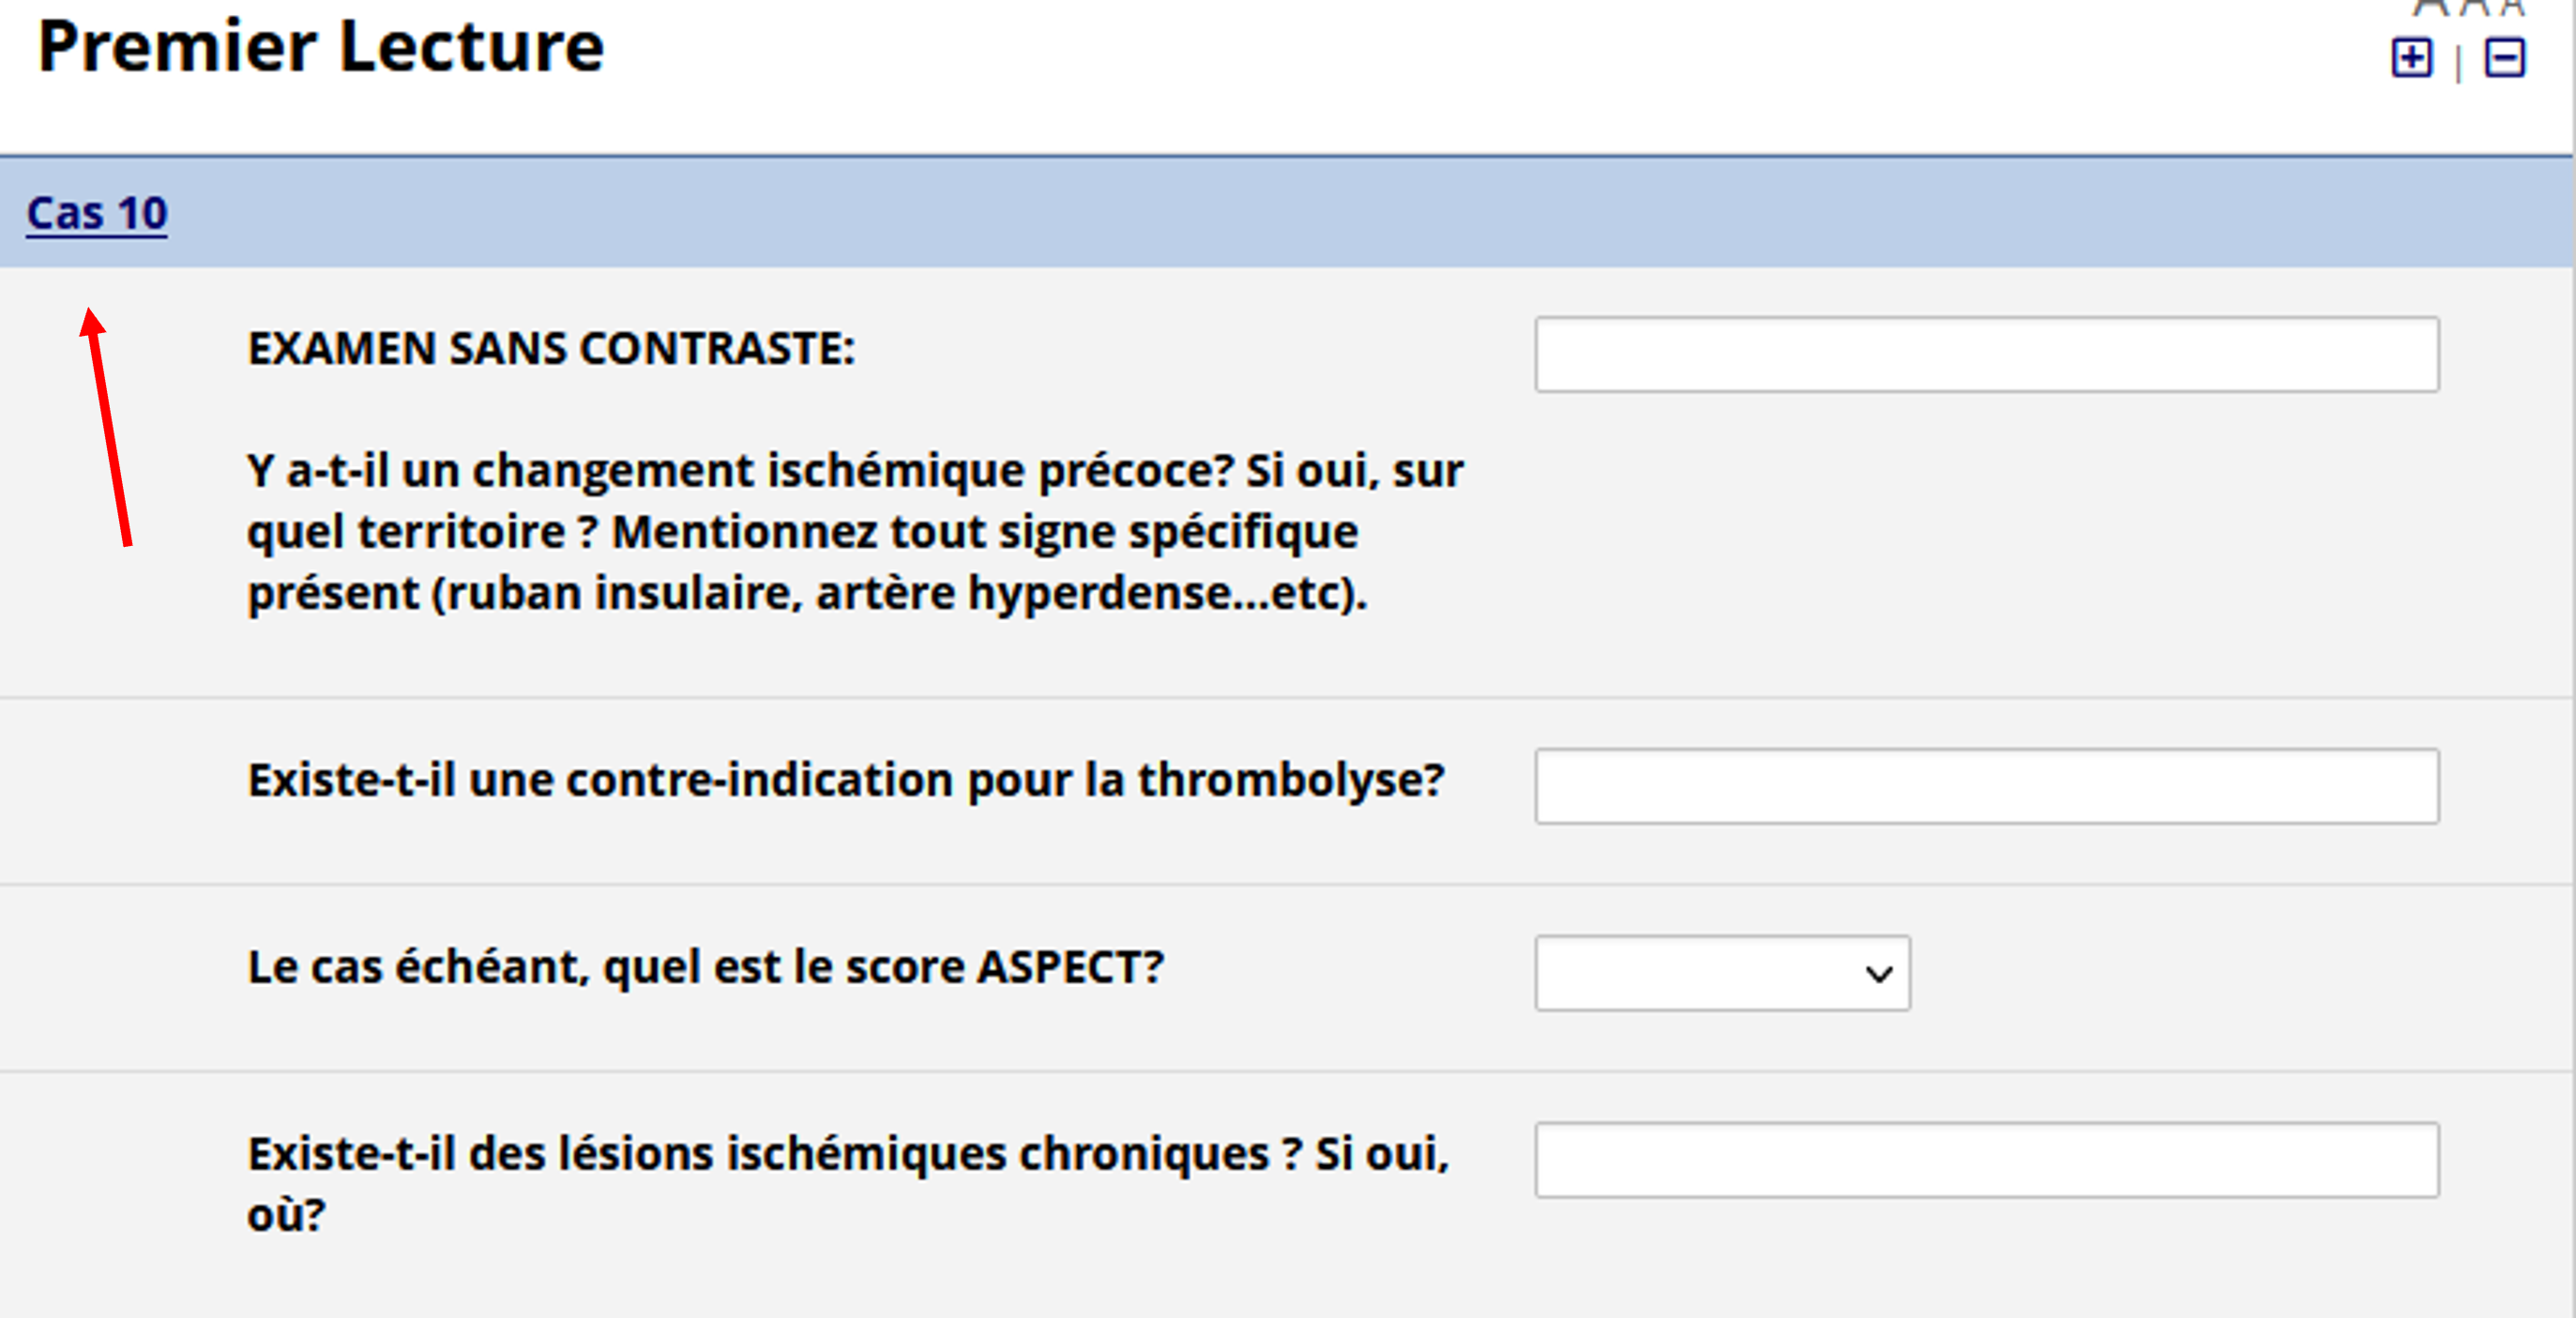 A A A
Premier Lecture
Cas 10
EXAMEN SANS CONTRASTE:
Y a-t-il un changement ischémique précoce? Si oui, sur
quel territoire ? Mentionnez tout signe spécifique
présent (ruban insulaire, artère hyperdense...etc).
Existe-t-il une contre-indication pour la thrombolyse?
Le cas échéant, quel est le score ASPECT?
Existe-t-il des lésions ischémiques chroniques ? Si oui,
où?